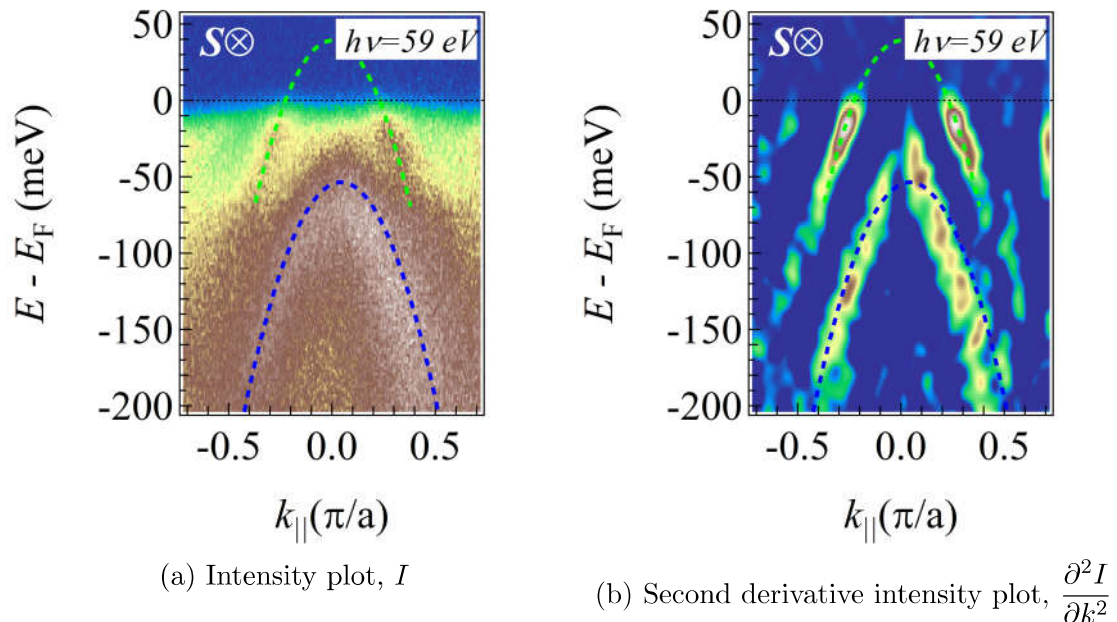 50
0
-50
-100
-150
-200
E - E_F (meV)
S⊗
hν=59 eV
-0.5 0.0 0.5
k_||(π/a)
(a) Intensity plot, I
50
0
-50
-100
-150
-200
E - E_F (meV)
S⊗
hν=59 eV
-0.5 0.0 0.5
k_||(π/a)
(b) Second derivative intensity plot, ∂²I/∂k²